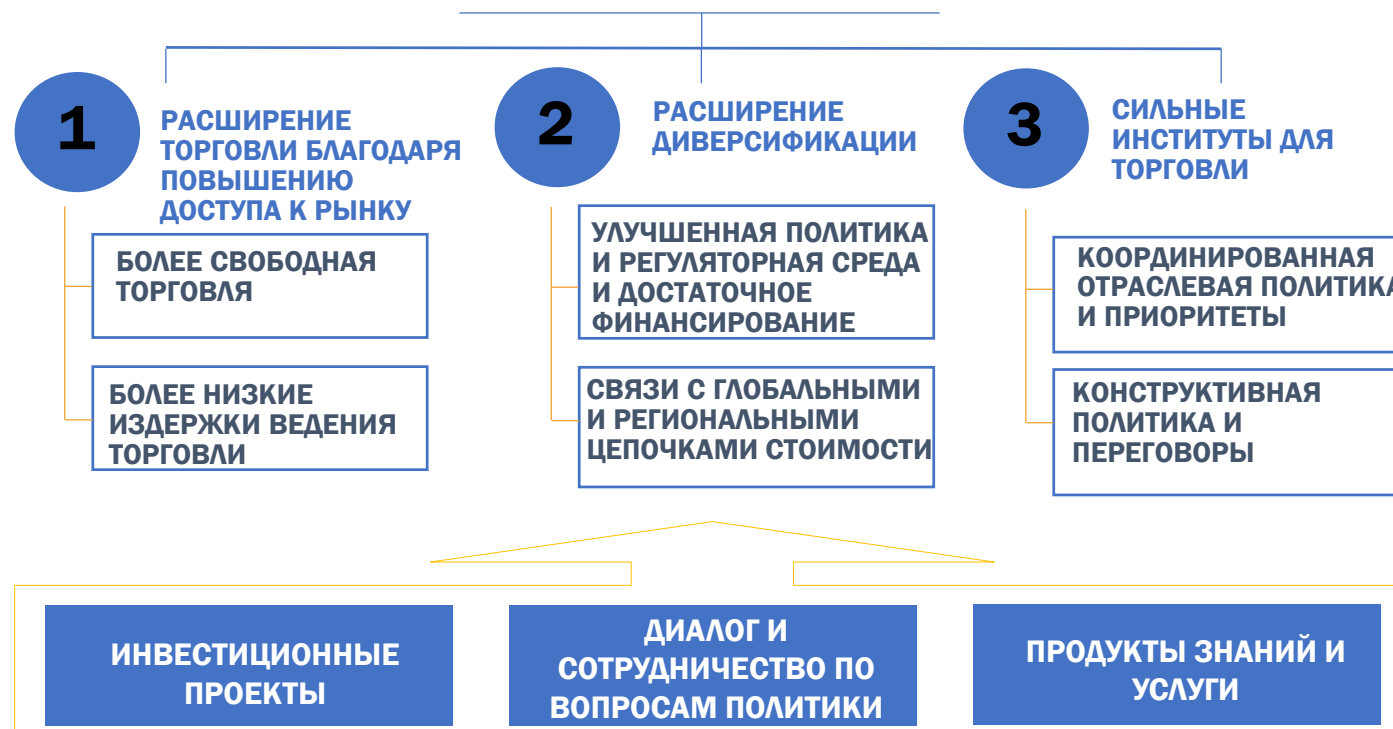 1
РАСШИРЕНИЕ
ТОРГОВЛИ БЛАГОДАРЯ
ПОВЫШЕНИЮ
ДОСТУПА К РЫНКУ
БОЛЕЕ СВОБОДНАЯ
ТОРГОВЛЯ
БОЛЕЕ НИЗКИЕ
ИЗДЕРЖКИ ВЕДЕНИЯ
ТОРГОВЛИ
2
РАСШИРЕНИЕ
ДИВЕРСИФИКАЦИИ
УЛУЧШЕННАЯ ПОЛИТИКА
И РЕГУЛЯТОРНАЯ СРЕДА
И ДОСТАТОЧНОЕ
ФИНАНСИРОВАНИЕ
СВЯЗИ С ГЛОБАЛЬНЫМИ
И РЕГИОНАЛЬНЫМИ
ЦЕПОЧКАМИ СТОИМОСТИ
3
СИЛЬНЫЕ
ИНСТИТУТЫ ДЛЯ
ТОРГОВЛИ
КООРДИНИРОВАННАЯ
ОТРАСЛЕВАЯ ПОЛИТИКА
И ПРИОРИТЕТЫ
КОНСТРУКТИВНАЯ
ПОЛИТИКА И
ПЕРЕГОВОРЫ
ИНВЕСТИЦИОННЫЕ
ПРОЕКТЫ
ДИАЛОГ И
СОТРУДНИЧЕСТВО ПО
ВОПРОСАМ ПОЛИТИКИ
ПРОДУКТЫ ЗНАНИЙ И
УСЛУГИ